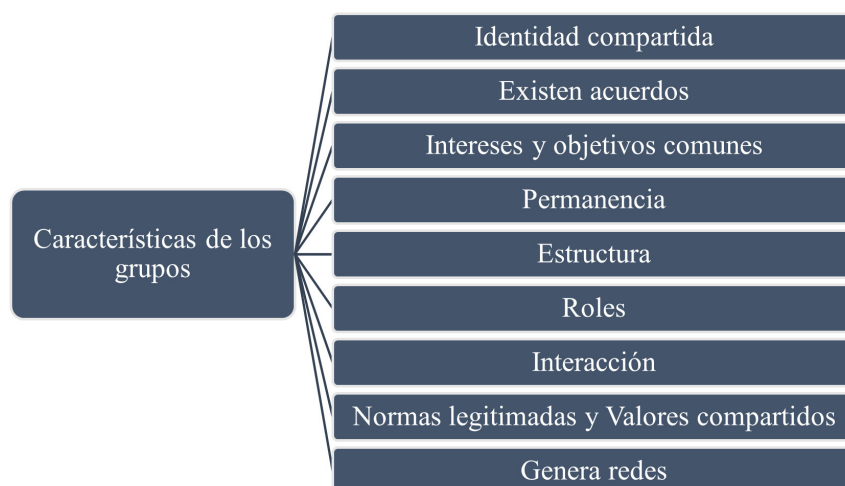 Características de los
grupos
Identidad compartida
Existen acuerdos
Intereses y objetivos comunes
Permanencia
Estructura
Roles
Interacción
Normas legitimadas y Valores compartidos
Genera redes